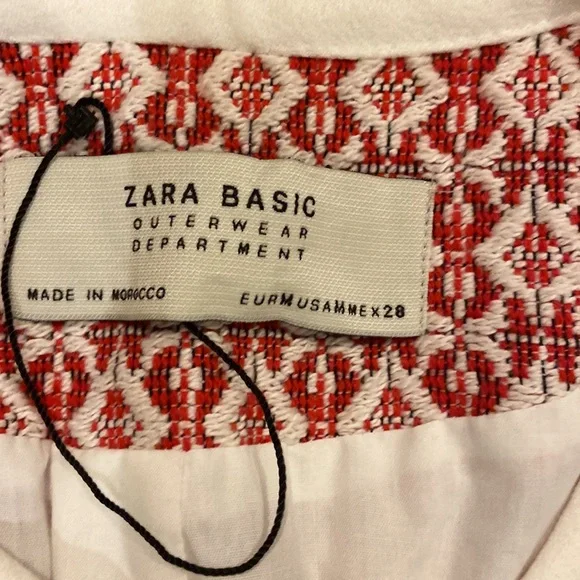 ZARA BASIC
OUTERWEAR
DEPARTMENT
MADE IN MOROCCO EUR M USA M MEX 28